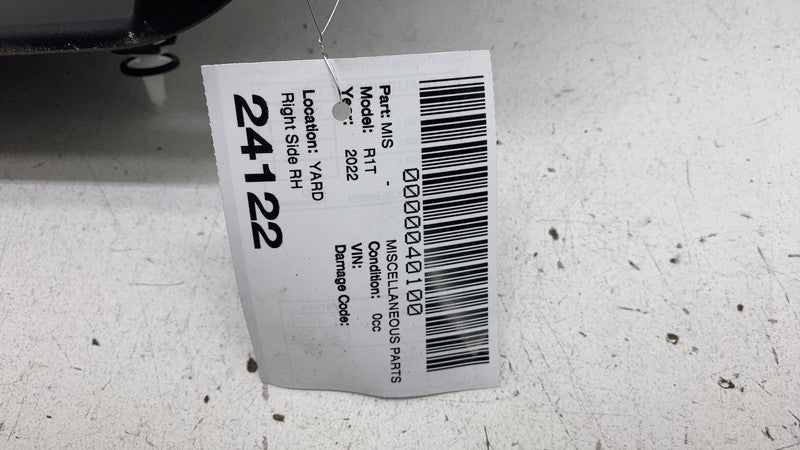 0000040100
Part: MIS - MISCELLANEOUS PARTS
Model: R1T Condition: 0cc
Year: 2022 VIN:
Damage Code:
Location: YARD
Right Side RH
24122